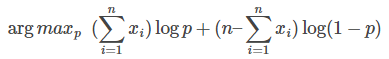 arg max_p (∑_{i=1}^{n} x_i) log p + (n– ∑_{i=1}^{n} x_i) log(1 − p)